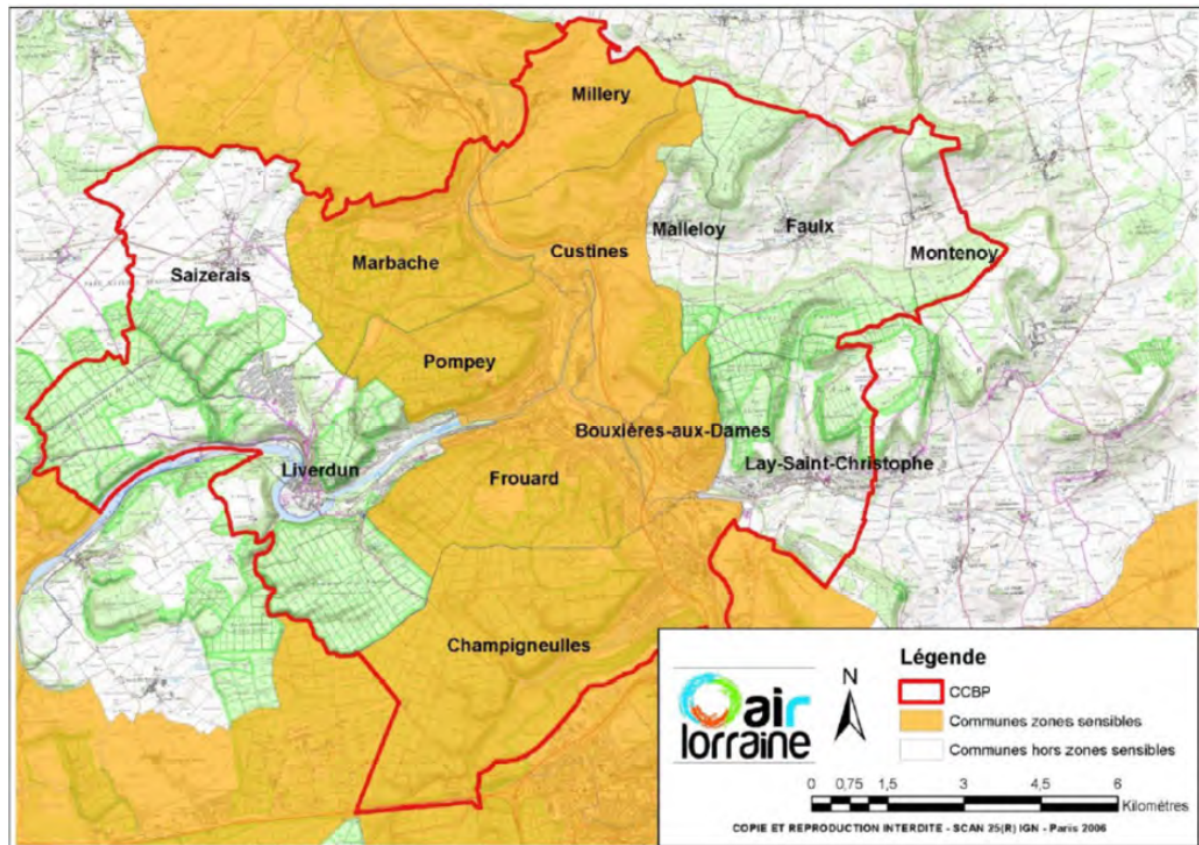 Millery
Malleloy
Faulx
Custines
Montenoy
Marbache
Saizerais
Pompey
Bouxières-aux-Dames
Lay-Saint-Christophe
Liverdun
Frouard
Champigneulles
air
lorraine
N
Légende
CCBP
Communes zones sensibles
Communes hors zones sensibles
0 0,75 1,5 3 4,5 6
Kilomètres
COPIE ET REPRODUCTION INTERDITE - SCAN 25(R) IGN - Paris 2006